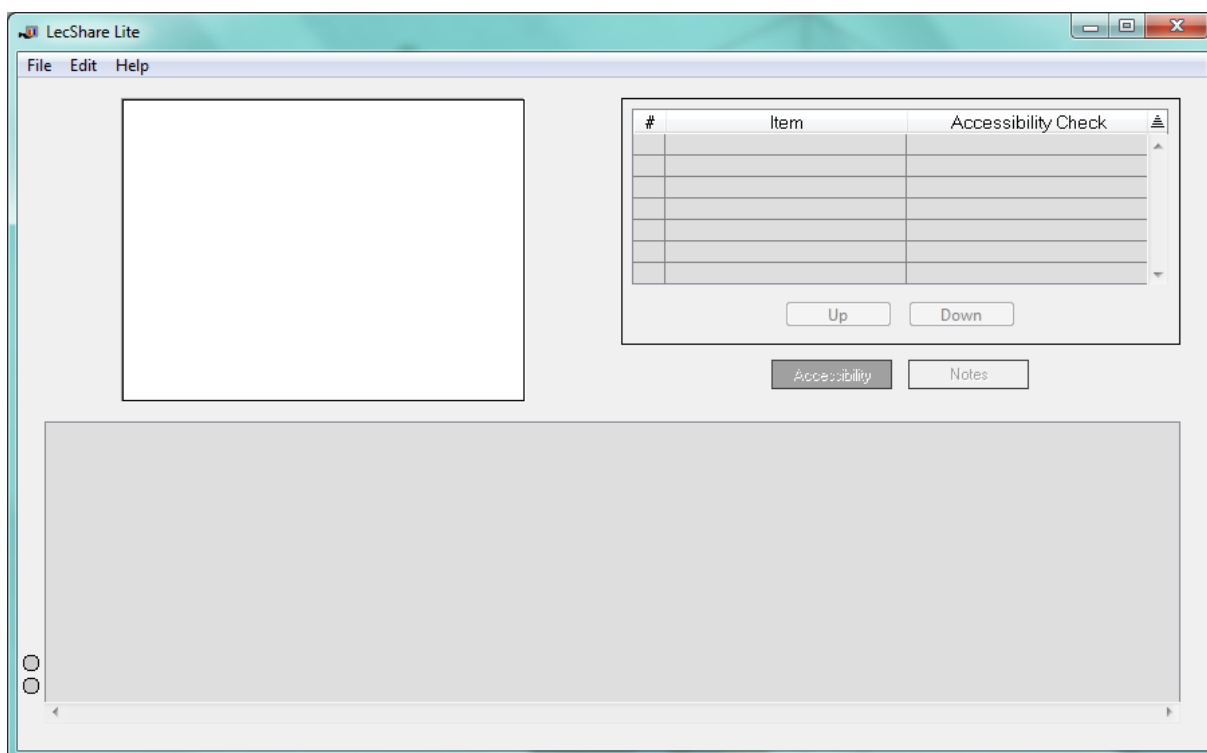 LecShare Lite
File Edit Help
# Item Accessibility Check
Up Down
Accessibility Notes